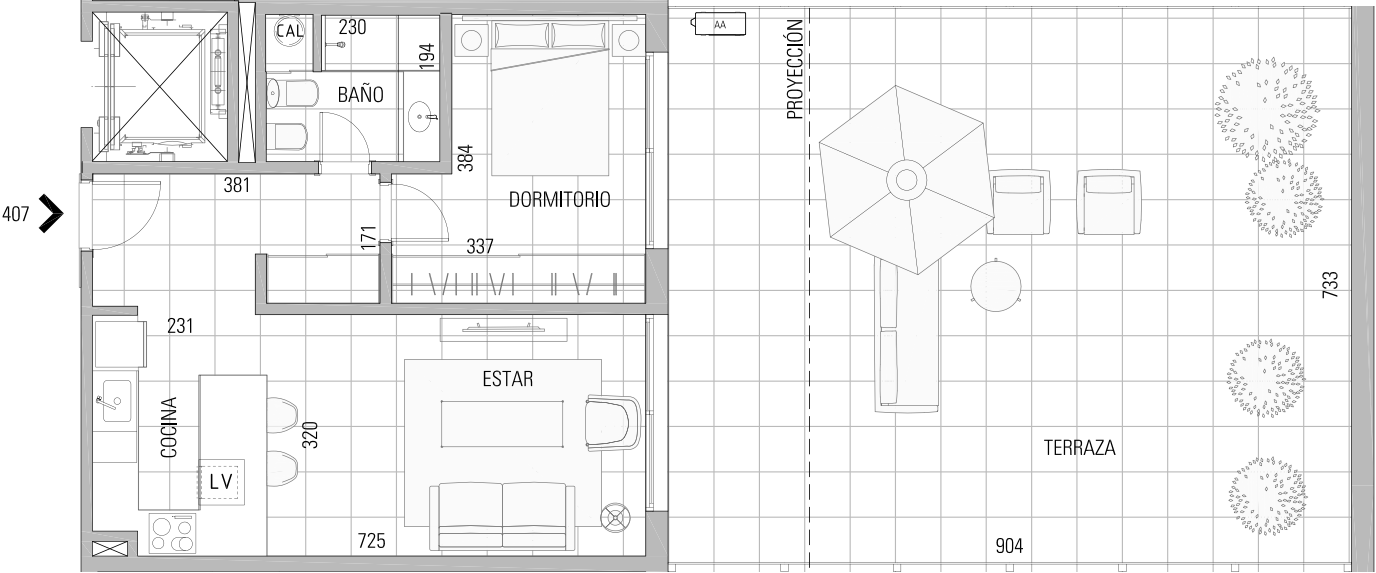 CAL
230
194
BAÑO
AA
PROYECCIÓN
384
381
DORMITORIO
407
171
337
733
231
ESTAR
COCINA
320
TERRAZA
LV
725
904